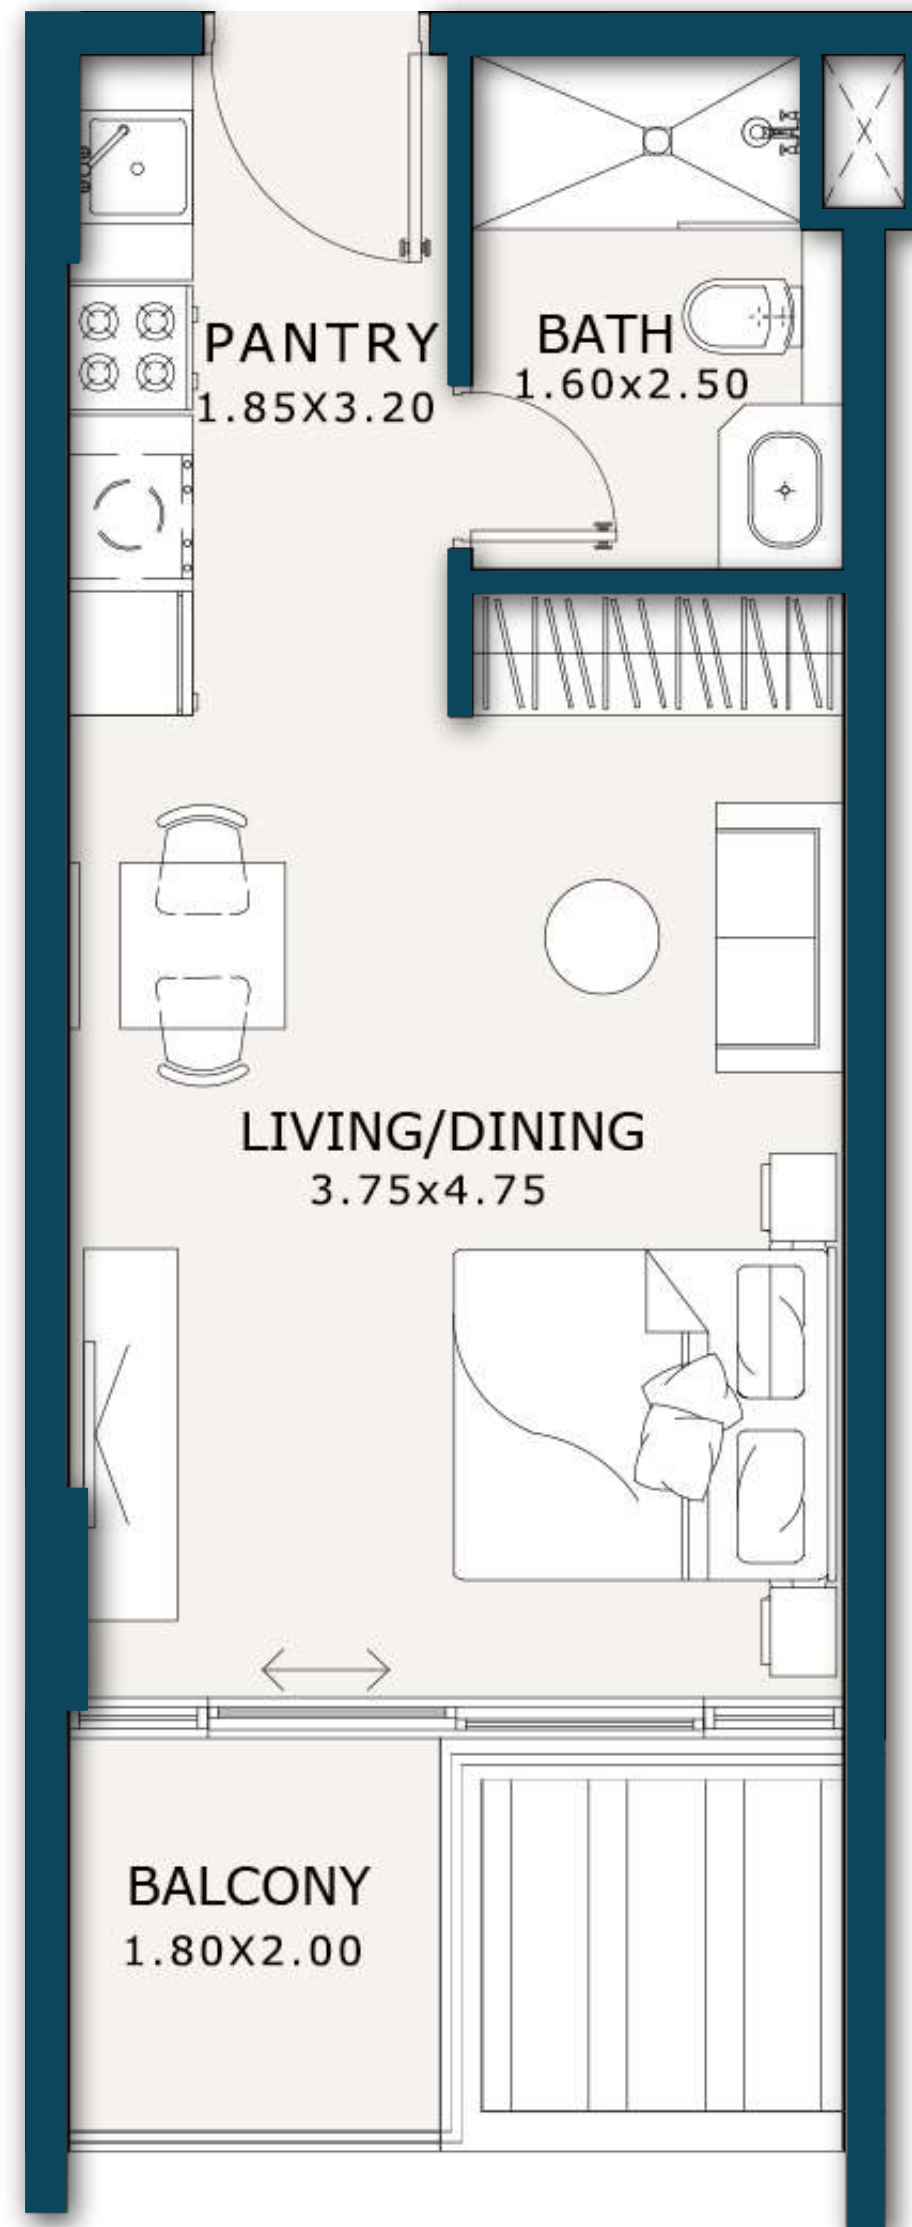 PANTRY
1.85X3.20
BATH
1.60x2.50
LIVING/DINING
3.75x4.75
BALCONY
1.80X2.00